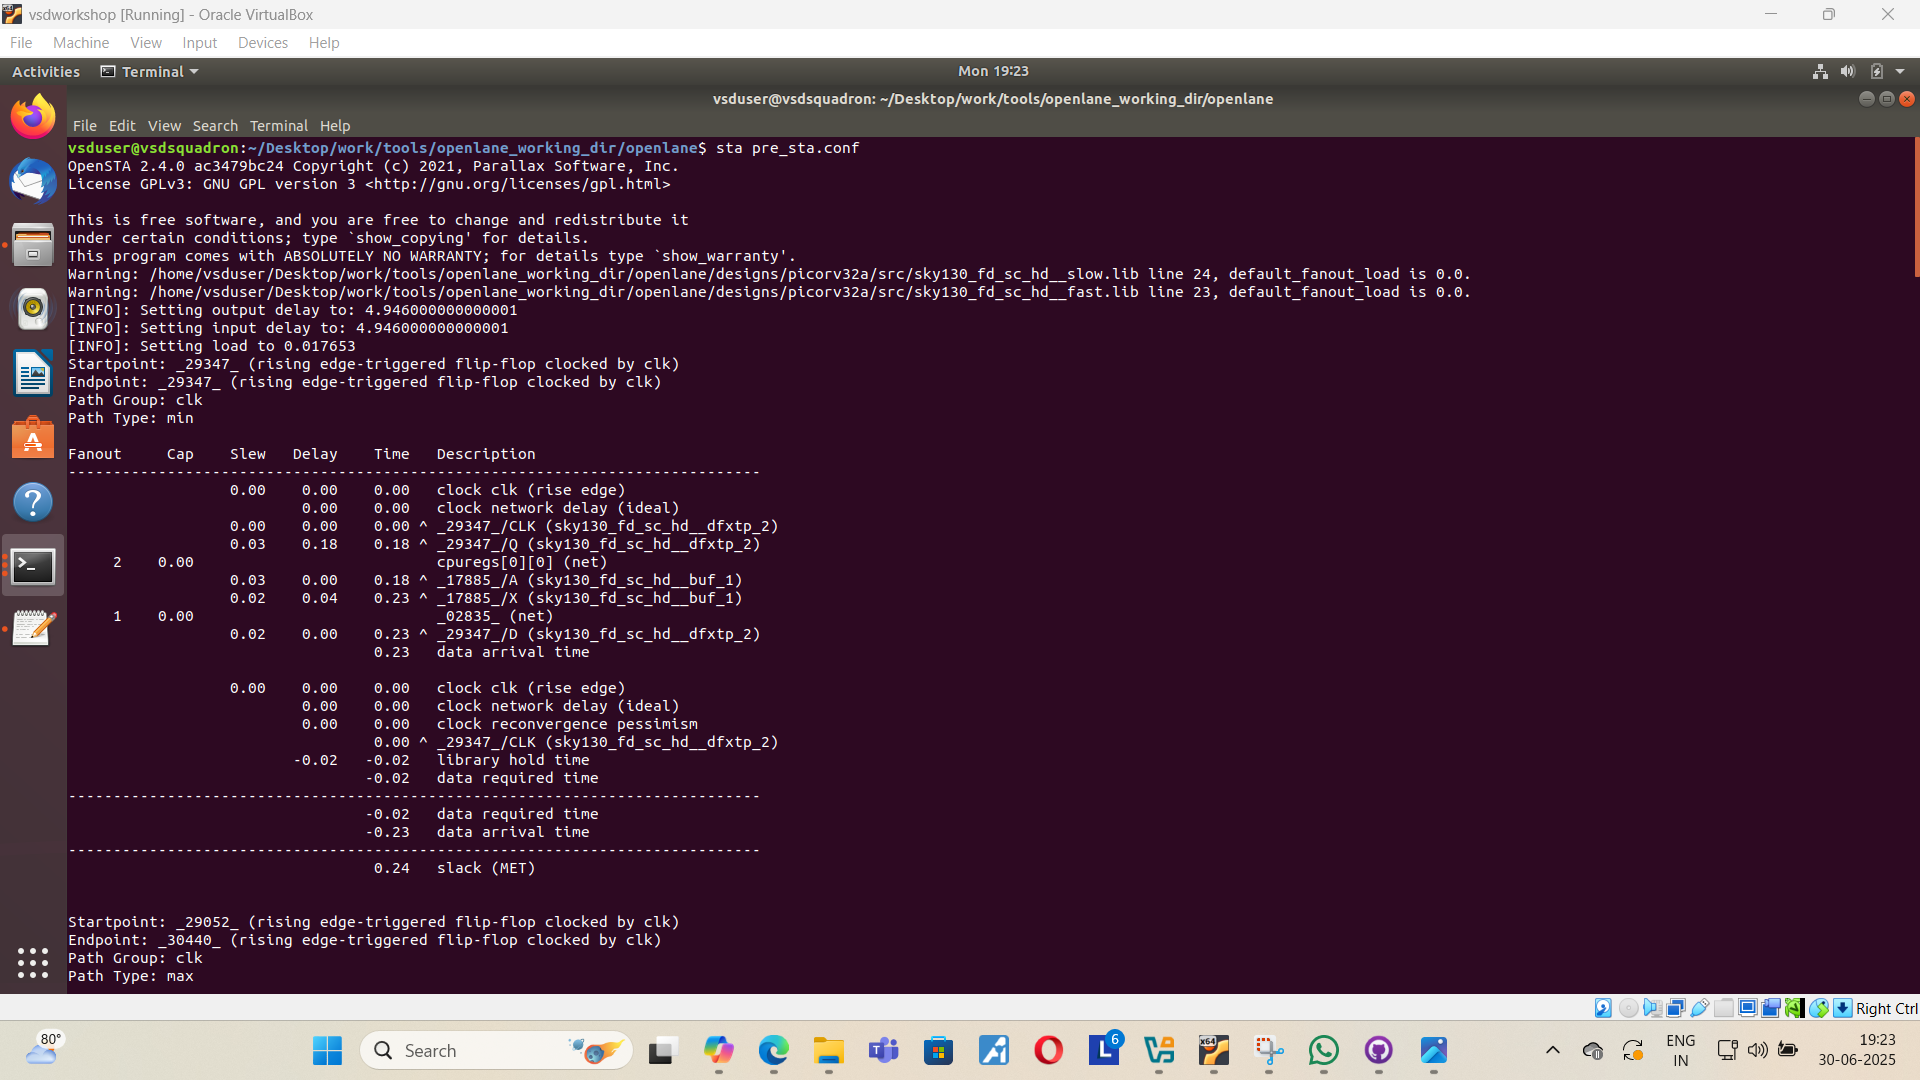 vsdworkshop [Running] - Oracle VirtualBox
File Machine View Input Devices Help
Activities Terminal Mon 19:23
vsduser@vsdsquadron: ~/Desktop/work/tools/openlane_working_dir/openlane
File Edit View Search Terminal Help
vsduser@vsdsquadron:~/Desktop/work/tools/openlane_working_dir/openlane$ sta pre_sta.conf
OpenSTA 2.4.0 ac3479bc24 Copyright (c) 2021, Parallax Software, Inc.
License GPLv3: GNU GPL version 3 <http://gnu.org/licenses/gpl.html>

This is free software, and you are free to change and redistribute it
under certain conditions; type `show_copying' for details.
This program comes with ABSOLUTELY NO WARRANTY; for details type `show_warranty'.
Warning: /home/vsduser/Desktop/work/tools/openlane_working_dir/openlane/designs/picorv32a/src/sky130_fd_sc_hd__slow.lib line 24, default_fanout_load is 0.0.
Warning: /home/vsduser/Desktop/work/tools/openlane_working_dir/openlane/designs/picorv32a/src/sky130_fd_sc_hd__fast.lib line 23, default_fanout_load is 0.0.
[INFO]: Setting output delay to: 4.946000000000001
[INFO]: Setting input delay to: 4.946000000000001
[INFO]: Setting load to 0.017653
Startpoint: _29347_ (rising edge-triggered flip-flop clocked by clk)
Endpoint: _29347_ (rising edge-triggered flip-flop clocked by clk)
Path Group: clk
Path Type: min

Fanout     Cap    Slew   Delay    Time   Description
-----------------------------------------------------------------------------
                  0.00    0.00    0.00   clock clk (rise edge)
                          0.00    0.00   clock network delay (ideal)
                  0.00    0.00    0.00 ^ _29347_/CLK (sky130_fd_sc_hd__dfxtp_2)
                  0.03    0.18    0.18 ^ _29347_/Q (sky130_fd_sc_hd__dfxtp_2)
     2    0.00                           cpuregs[0][0] (net)
                  0.03    0.00    0.18 ^ _17885_/A (sky130_fd_sc_hd__buf_1)
                  0.02    0.04    0.23 ^ _17885_/X (sky130_fd_sc_hd__buf_1)
     1    0.00                           _02835_ (net)
                  0.02    0.00    0.23 ^ _29347_/D (sky130_fd_sc_hd__dfxtp_2)
                                  0.23   data arrival time

                  0.00    0.00    0.00   clock clk (rise edge)
                          0.00    0.00   clock network delay (ideal)
                          0.00    0.00   clock reconvergence pessimism
                                  0.00 ^ _29347_/CLK (sky130_fd_sc_hd__dfxtp_2)
                         -0.02   -0.02   library hold time
                                 -0.02   data required time
-----------------------------------------------------------------------------
                                 -0.02   data required time
                                 -0.23   data arrival time
-----------------------------------------------------------------------------
                                  0.24   slack (MET)

Startpoint: _29052_ (rising edge-triggered flip-flop clocked by clk)
Endpoint: _30440_ (rising edge-triggered flip-flop clocked by clk)
Path Group: clk
Path Type: max
Right Ctrl
80°
Search
6
ENG
IN
19:23
30-06-2025